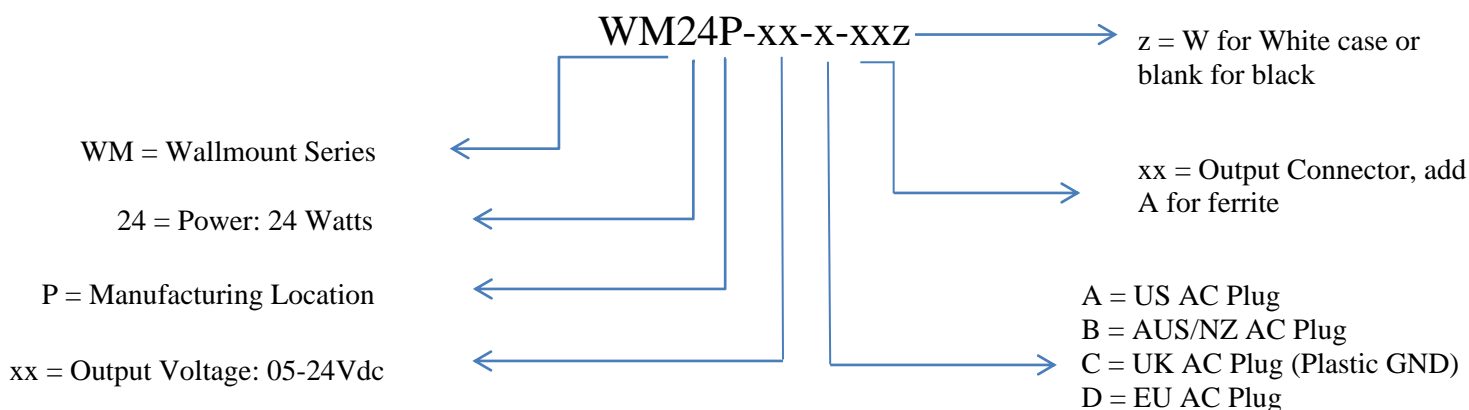 WM24P-xx-x-xxz
z = W for White case or
blank for black
WM = Wallmount Series
xx = Output Connector, add
A for ferrite
24 = Power: 24 Watts
P = Manufacturing Location
xx = Output Voltage: 05-24Vdc
A = US AC Plug
B = AUS/NZ AC Plug
C = UK AC Plug (Plastic GND)
D = EU AC Plug